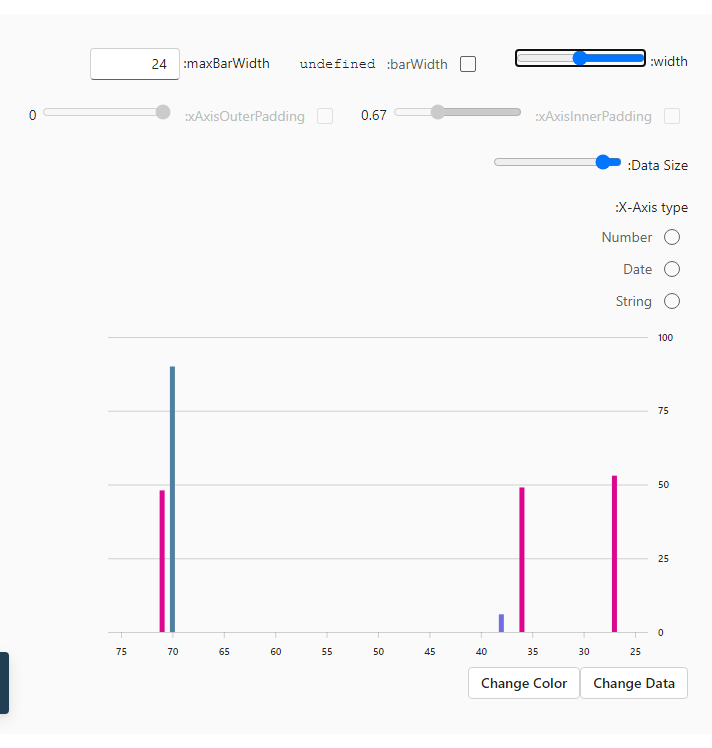 :width
:barWidth undefined
:maxBarWidth 24
:xAxisInnerPadding 0.67
:xAxisOuterPadding 0
:Data Size
:X-Axis type
Number
Date
String
100
75
50
25
0
75 70 65 60 55 50 45 40 35 30 25
Change Color Change Data